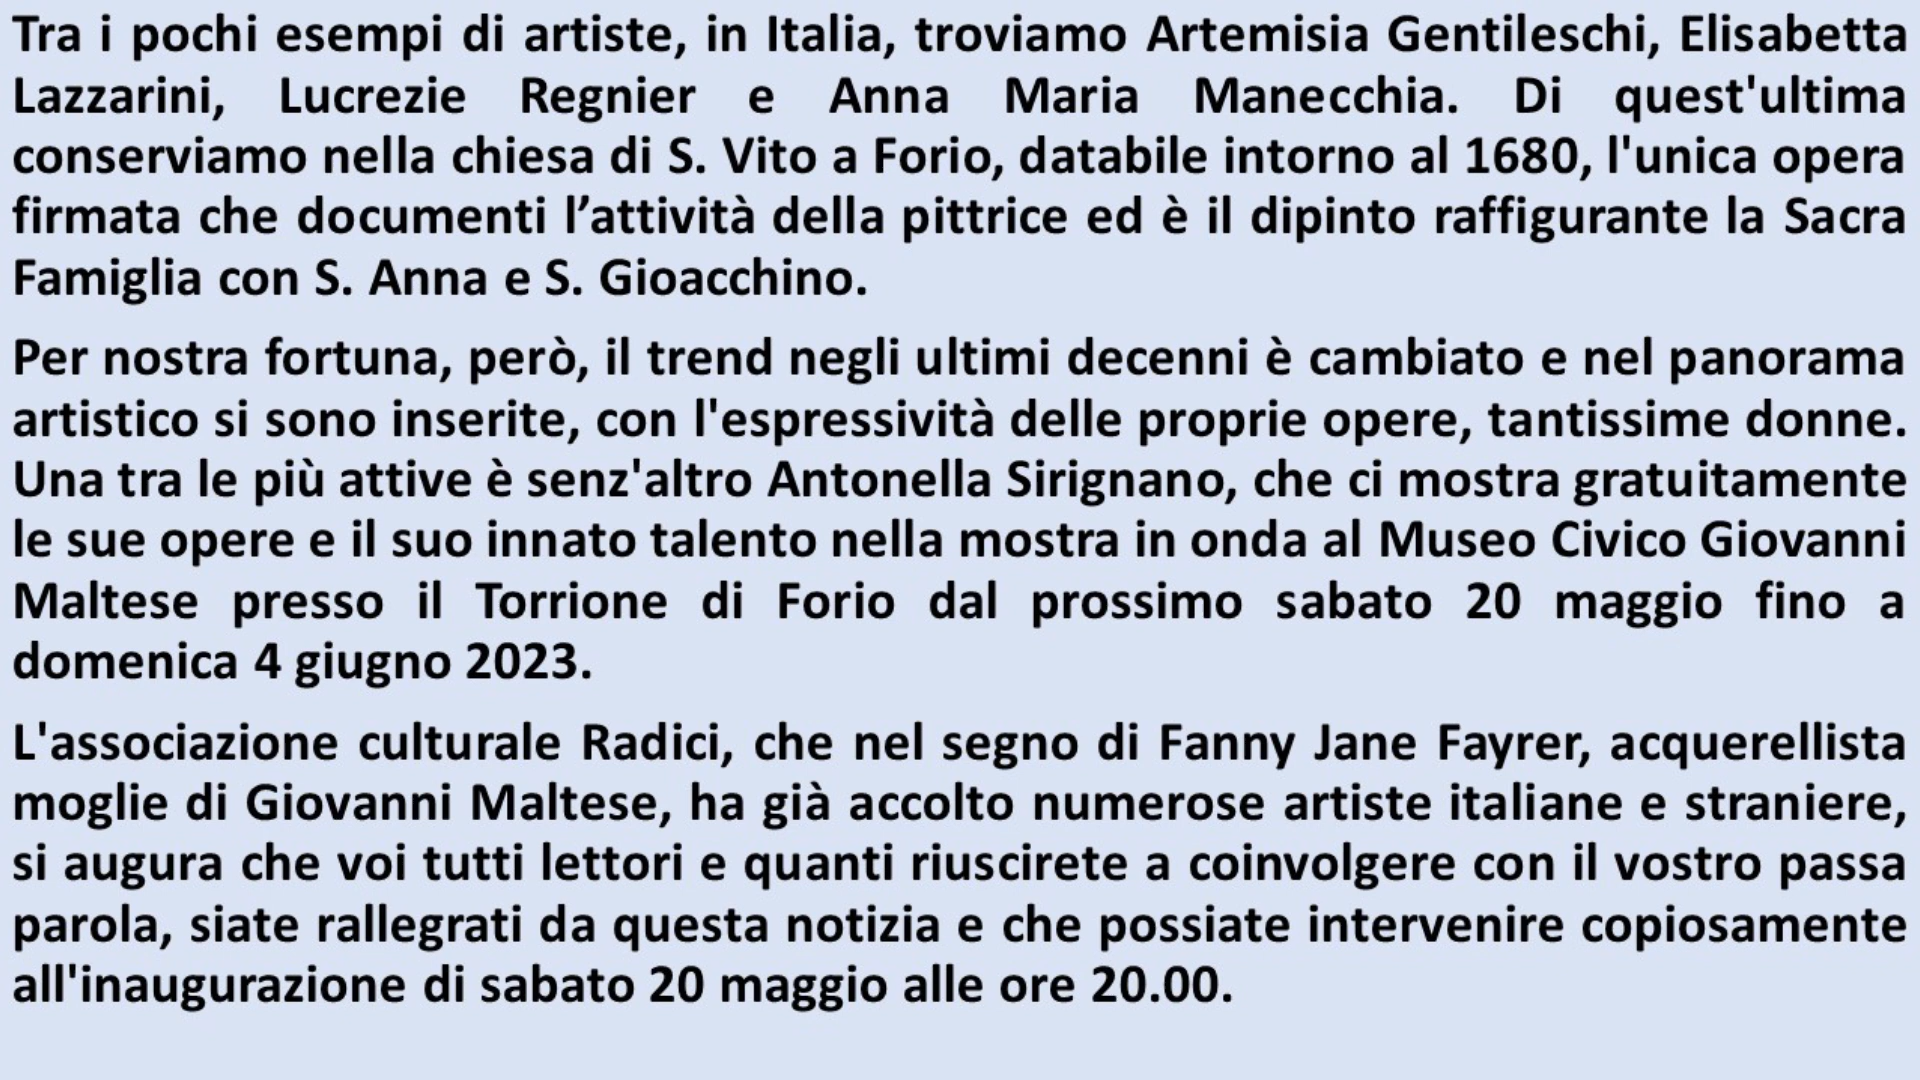 Tra i pochi esempi di artiste, in Italia, troviamo Artemisia Gentileschi, Elisabetta
Lazzarini, Lucrezie Regnier e Anna Maria Manecchia. Di quest'ultima
conserviamo nella chiesa di S. Vito a Forio, databile intorno al 1680, l'unica opera
firmata che documenti l’attività della pittrice ed è il dipinto raffigurante la Sacra
Famiglia con S. Anna e S. Gioacchino.
Per nostra fortuna, però, il trend negli ultimi decenni è cambiato e nel panorama
artistico si sono inserite, con l'espressività delle proprie opere, tantissime donne.
Una tra le più attive è senz'altro Antonella Sirignano, che ci mostra gratuitamente
le sue opere e il suo innato talento nella mostra in onda al Museo Civico Giovanni
Maltese presso il Torrione di Forio dal prossimo sabato 20 maggio fino a
domenica 4 giugno 2023.
L'associazione culturale Radici, che nel segno di Fanny Jane Fayrer, acquerellista
moglie di Giovanni Maltese, ha già accolto numerose artiste italiane e straniere,
si augura che voi tutti lettori e quanti riuscirete a coinvolgere con il vostro passa
parola, siate rallegrati da questa notizia e che possiate intervenire copiosamente
all'inaugurazione di sabato 20 maggio alle ore 20.00.